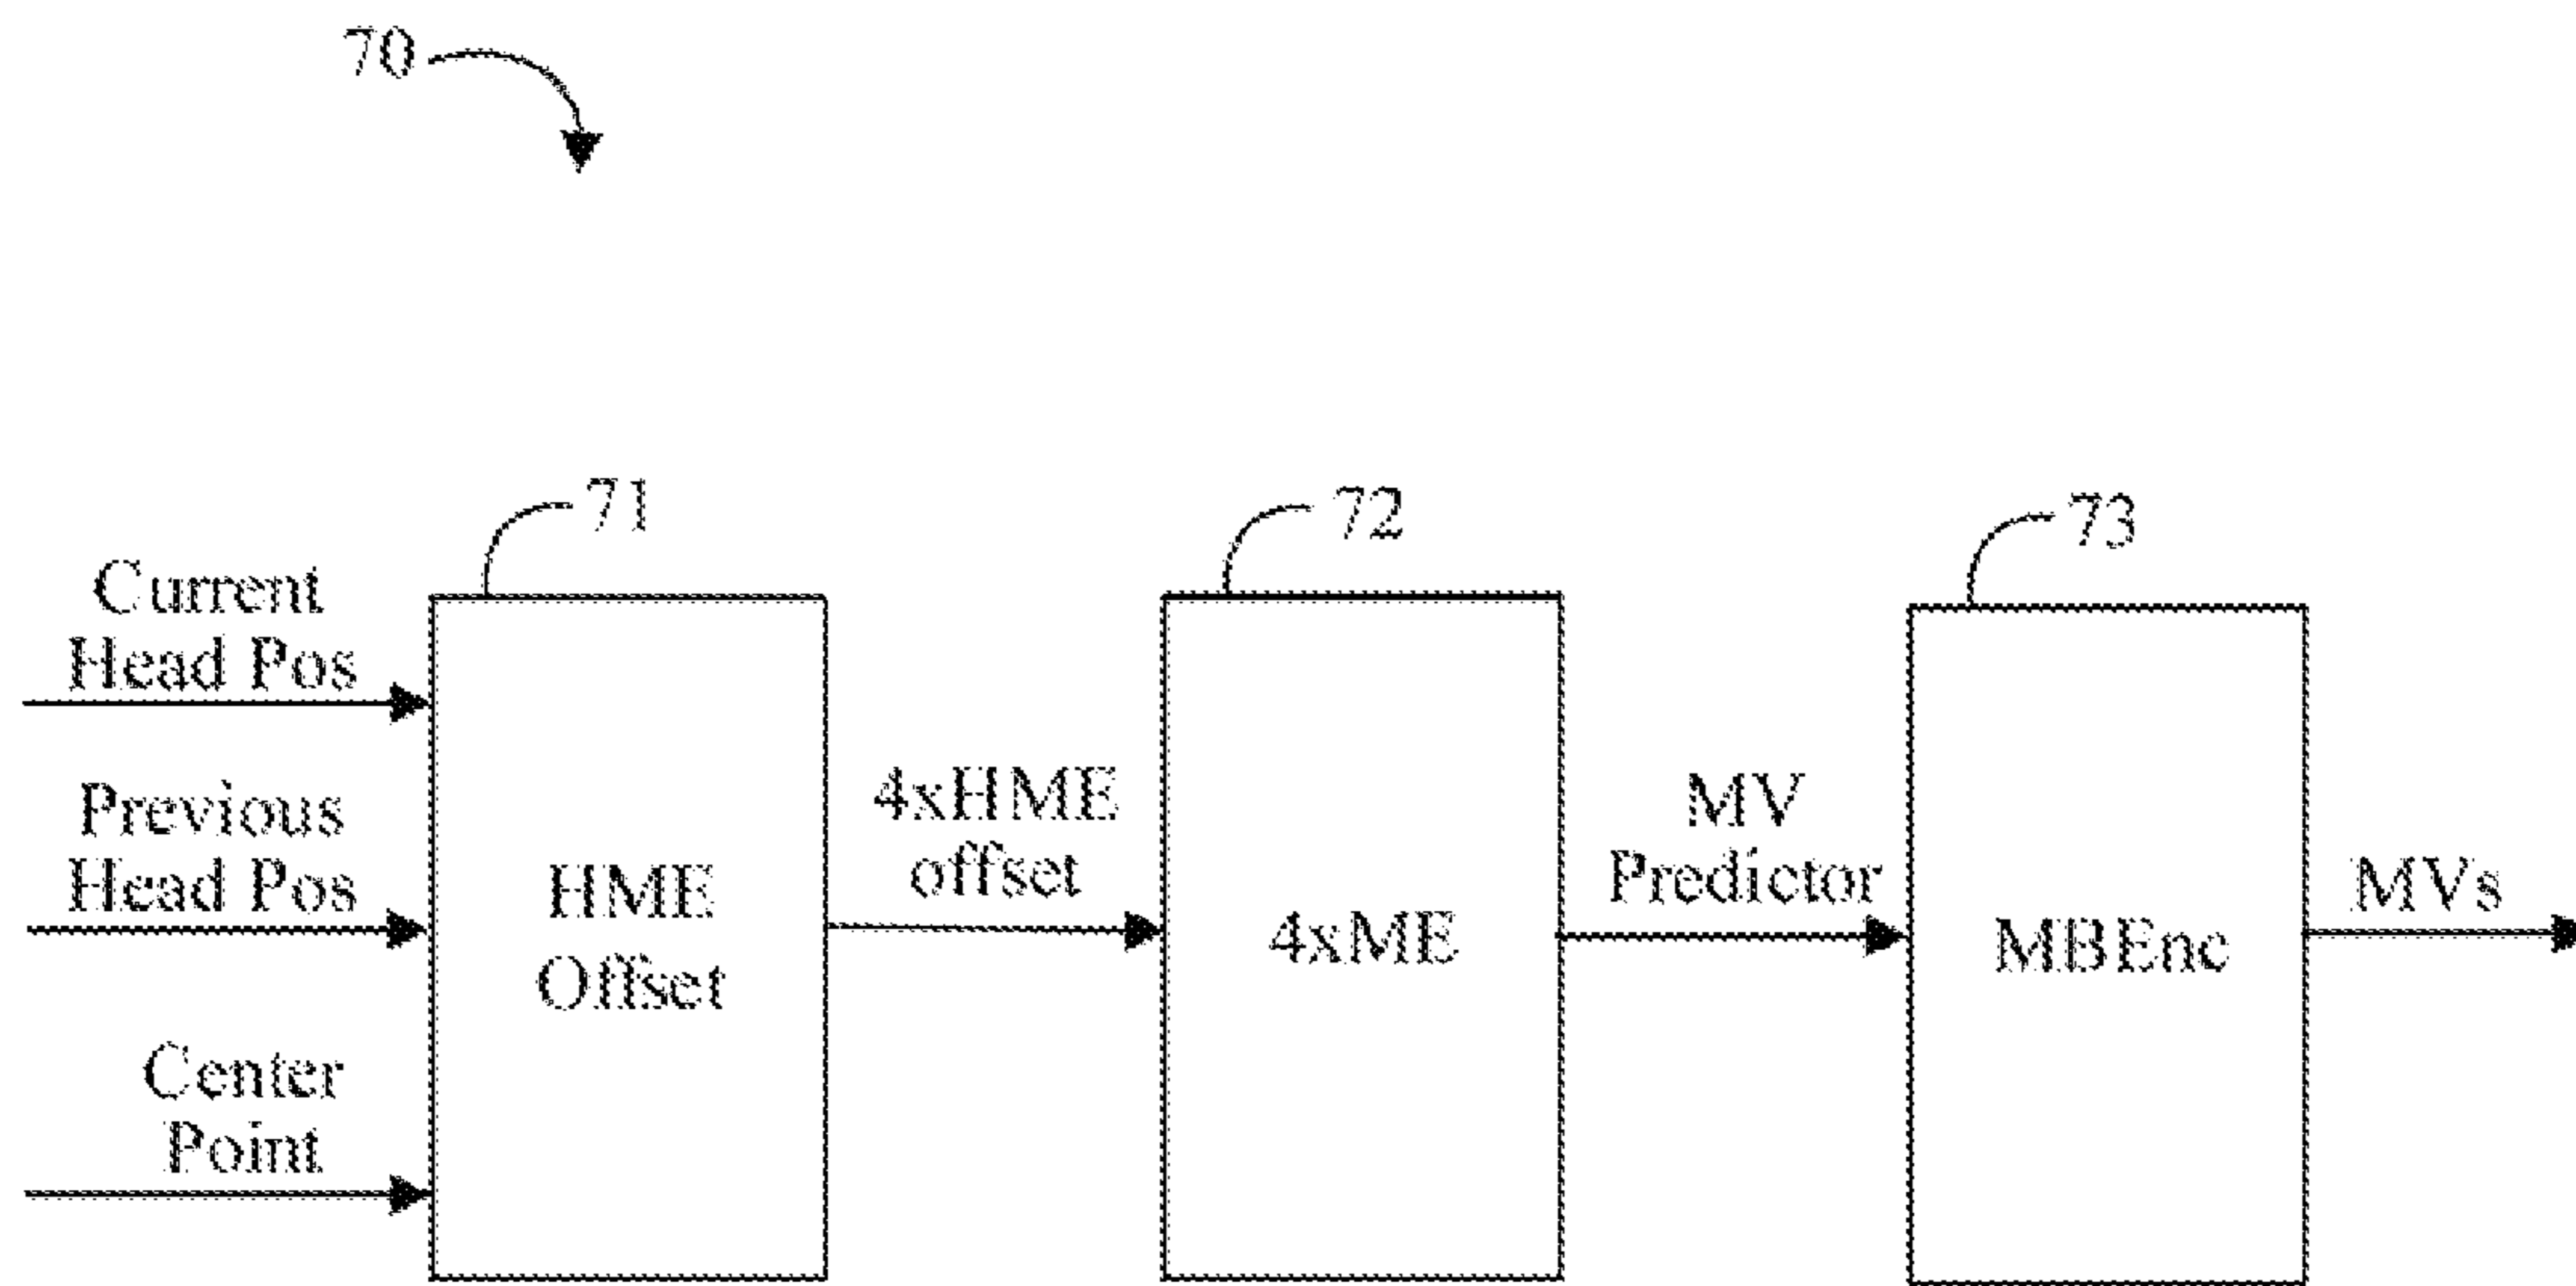 70
71
72
73
Current
Head Pos
Previous
Head Pos
Center
Point
HME
Offset
4xHME
offset
4xME
MV
Predictor
MBEnc
MVs